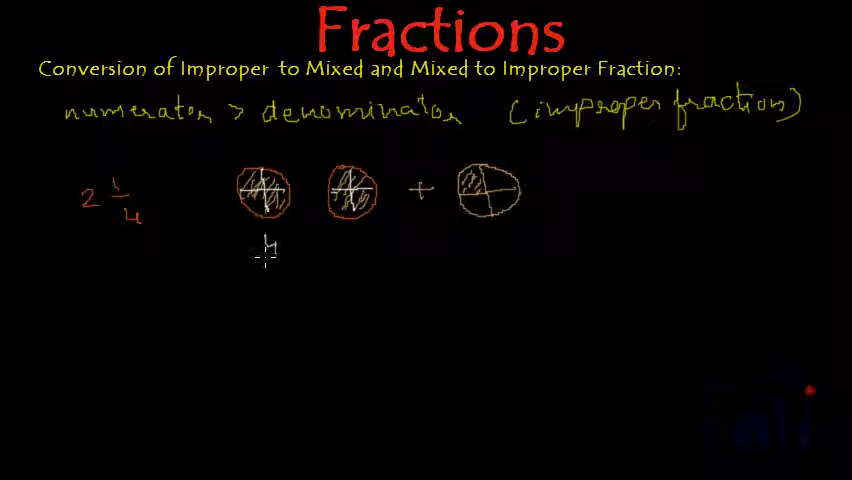 Fractions
Conversion of Improper to Mixed and Mixed to Improper Fraction:
numerator > denominator (improper fraction)
2 1/4 +
4